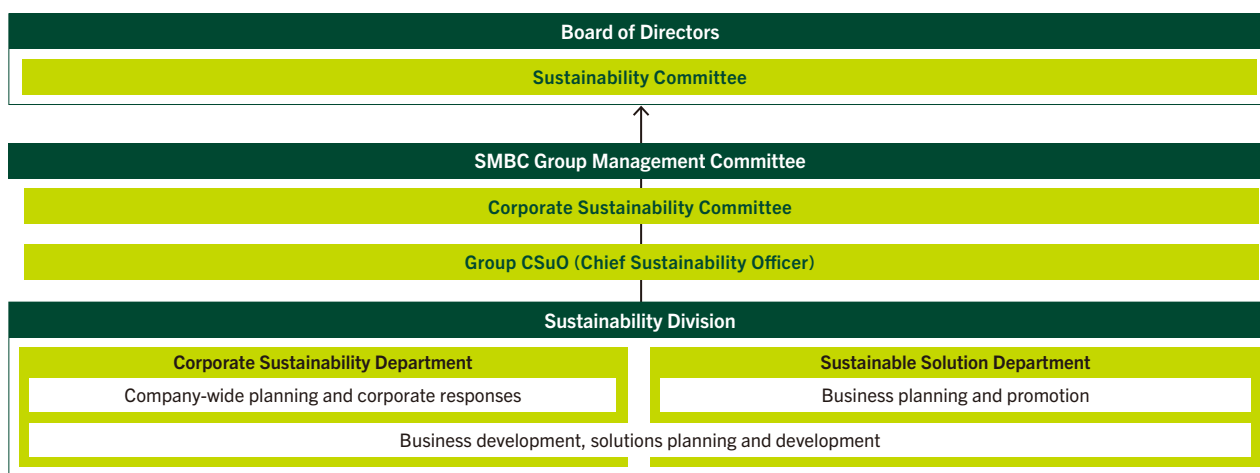 Board of Directors
Sustainability Committee
SMBC Group Management Committee
Corporate Sustainability Committee
Group CSuO (Chief Sustainability Officer)
Sustainability Division
Corporate Sustainability Department
Company-wide planning and corporate responses
Sustainable Solution Department
Business planning and promotion
Business development, solutions planning and development